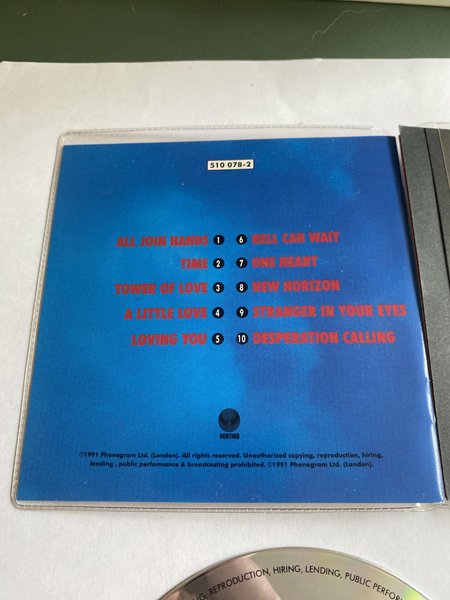 510 078-2
ALL JOIN HANDS 1 6 HELL CAN WAIT
TIME 2 7 ONE HEART
TOWER OF LOVE 3 8 NEW HORIZON
A LITTLE LOVE 4 9 STRANGER IN YOUR EYES
LOVING YOU 5 10 DESPERATION CALLING
VERTIGO
℗1991 Phonogram Ltd. (London). All rights reserved. Unauthorised copying, reproduction, hiring,
lending , public performance & broadcasting prohibited. ©1991 Phonogram Ltd. (London).
REPRODUCTION, HIRING, LENDING, PUBLIC